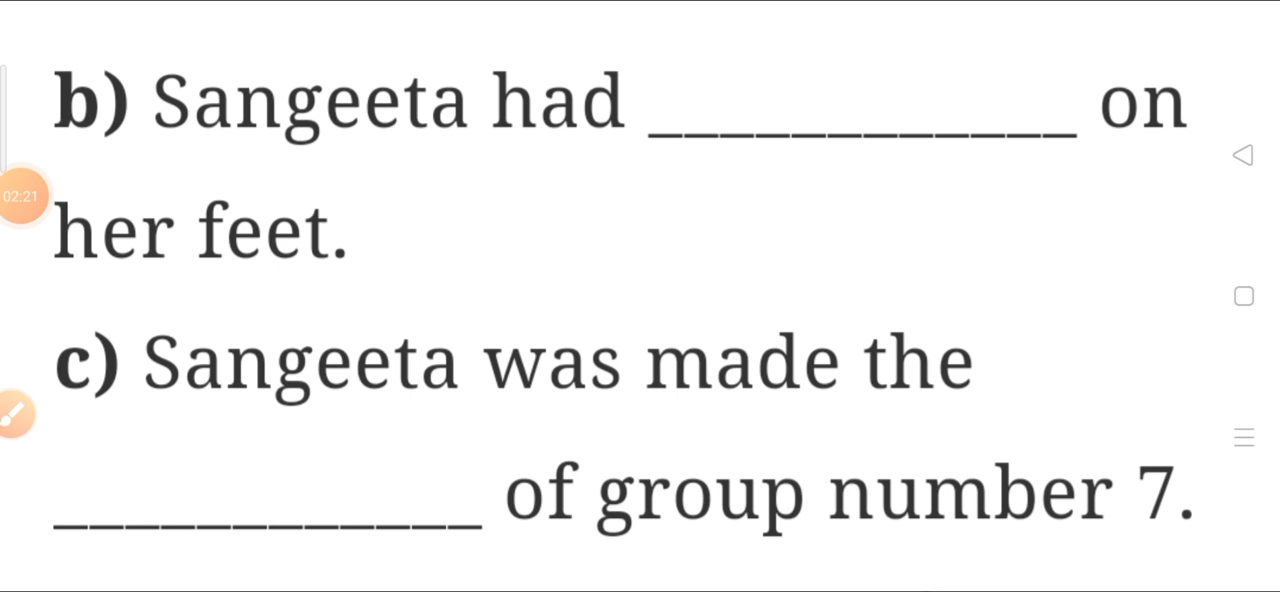 b) Sangeeta had ____________ on
02:21
her feet.
c) Sangeeta was made the
____________ of group number 7.